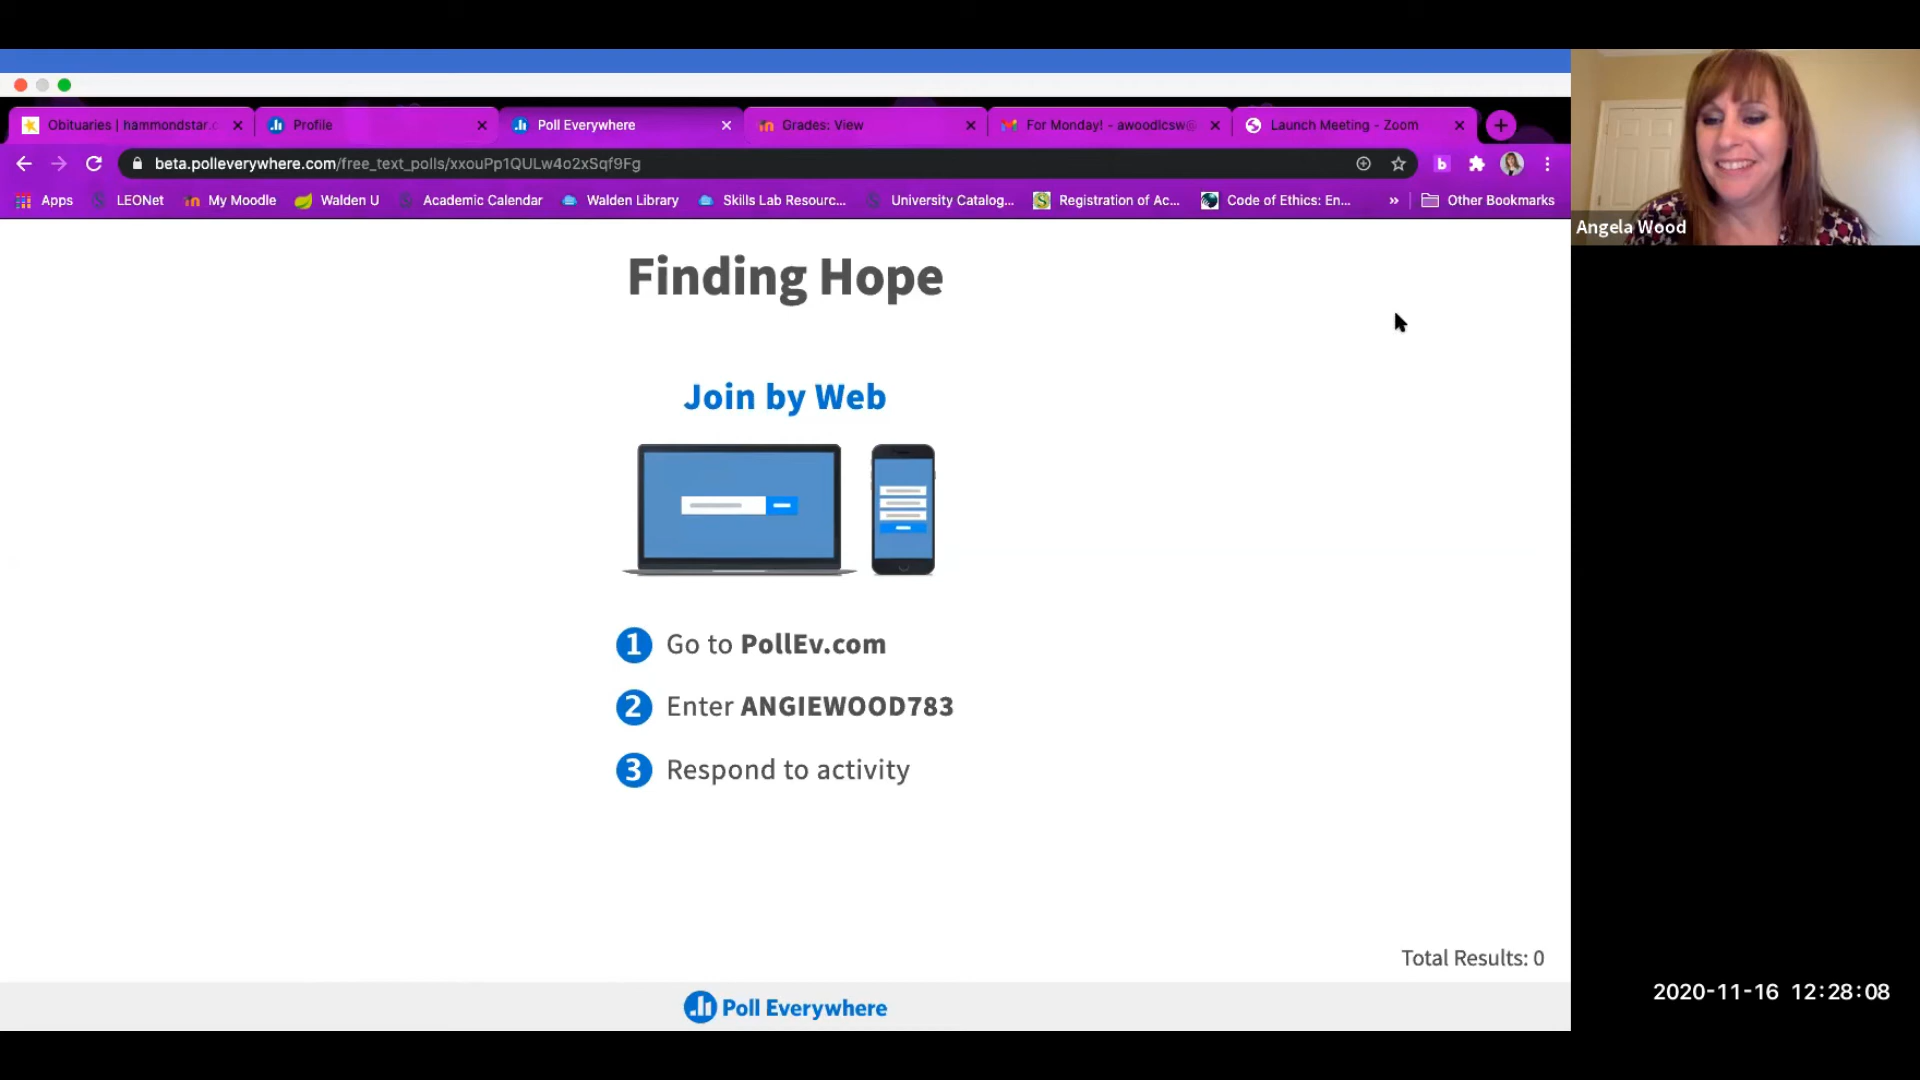 Obituaries | hammondstar.c
Profile
Poll Everywhere
Grades: View
For Monday! - awoodlcsw@
Launch Meeting - Zoom
beta.polleverywhere.com/free_text_polls/xxouPp1QULw4o2xSqf9Fg
b
Apps
LEONet
My Moodle
Walden U
Academic Calendar
Walden Library
Skills Lab Resourc...
University Catalog...
Registration of Ac...
Code of Ethics: En...
»
Other Bookmarks
Angela Wood
Finding Hope
Join by Web
1 Go to PollEv.com
2 Enter ANGIEWOOD783
3 Respond to activity
Total Results: 0
2020-11-16 12:28:08
Poll Everywhere